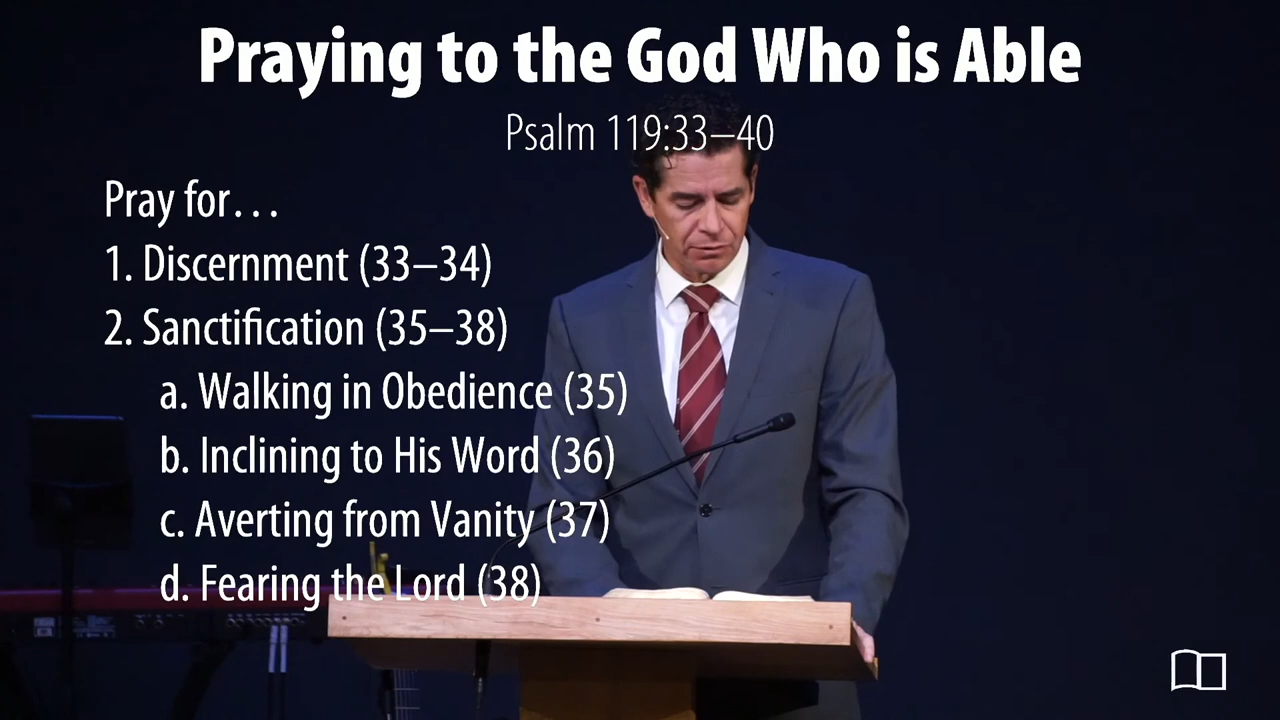 Praying to the God Who is Able
Psalm 119:33–40
Pray for…
1. Discernment (33–34)
2. Sanctification (35–38)
a. Walking in Obedience (35)
b. Inclining to His Word (36)
c. Averting from Vanity (37)
d. Fearing the Lord (38)